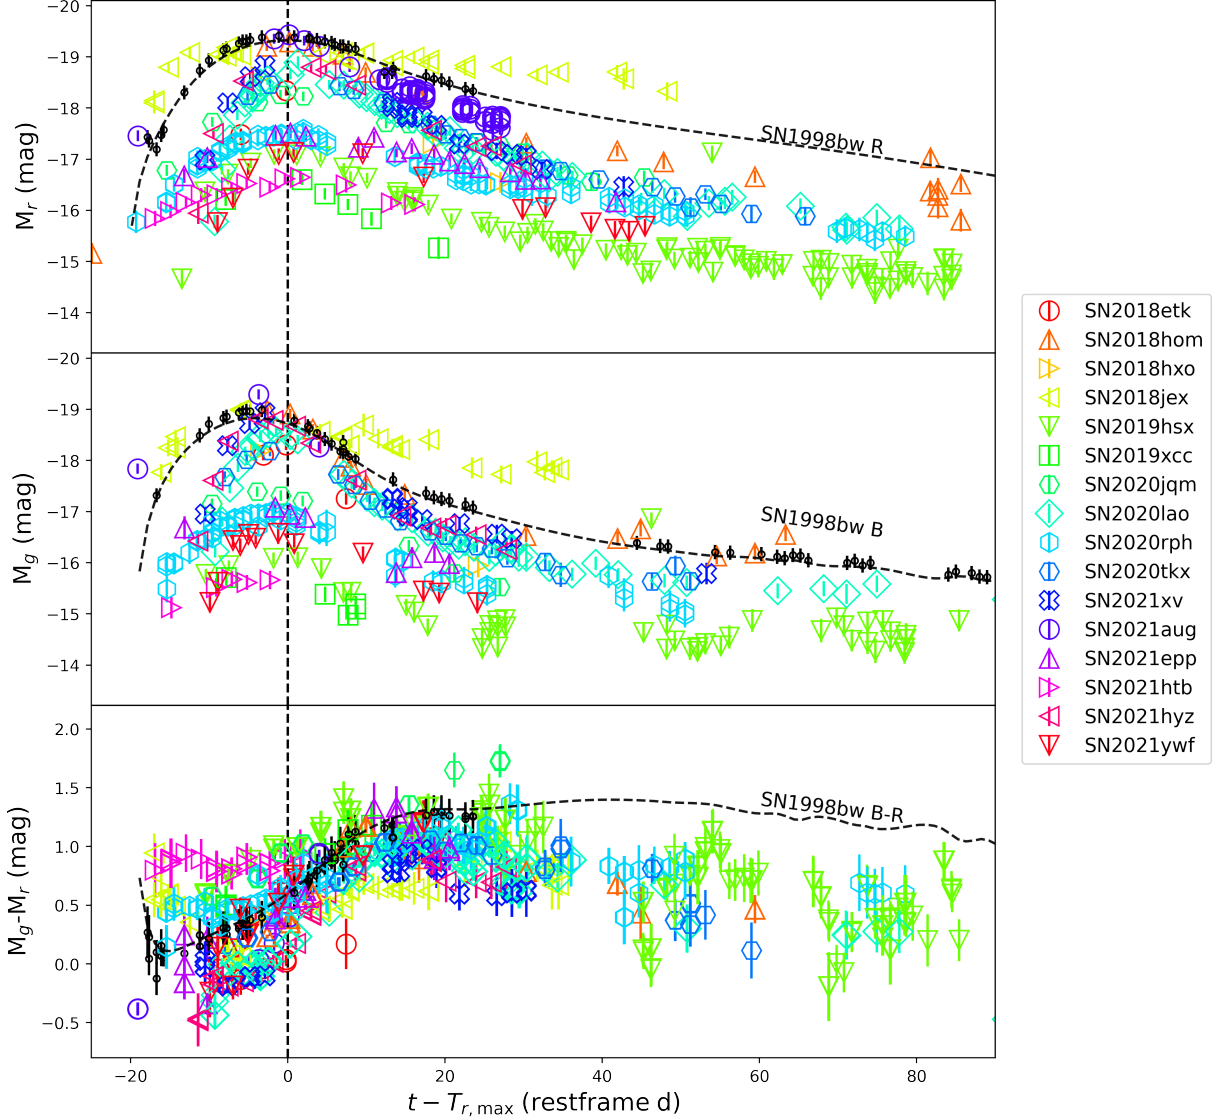 −20
−19
−18
−17
−16
−15
−14
M_r (mag)
SN1998bw R
−20
−19
−18
−17
−16
−15
−14
M_g (mag)
SN1998bw B
2.0
1.5
1.0
0.5
0.0
−0.5
M_g-M_r (mag)
SN1998bw B-R
−20 0 20 40 60 80
t − T_{r,max} (restframe d)
SN2018etk
SN2018hom
SN2018hxo
SN2018jex
SN2019hsx
SN2019xcc
SN2020jqm
SN2020lao
SN2020rph
SN2020tkx
SN2021xv
SN2021aug
SN2021epp
SN2021htb
SN2021hyz
SN2021ywf